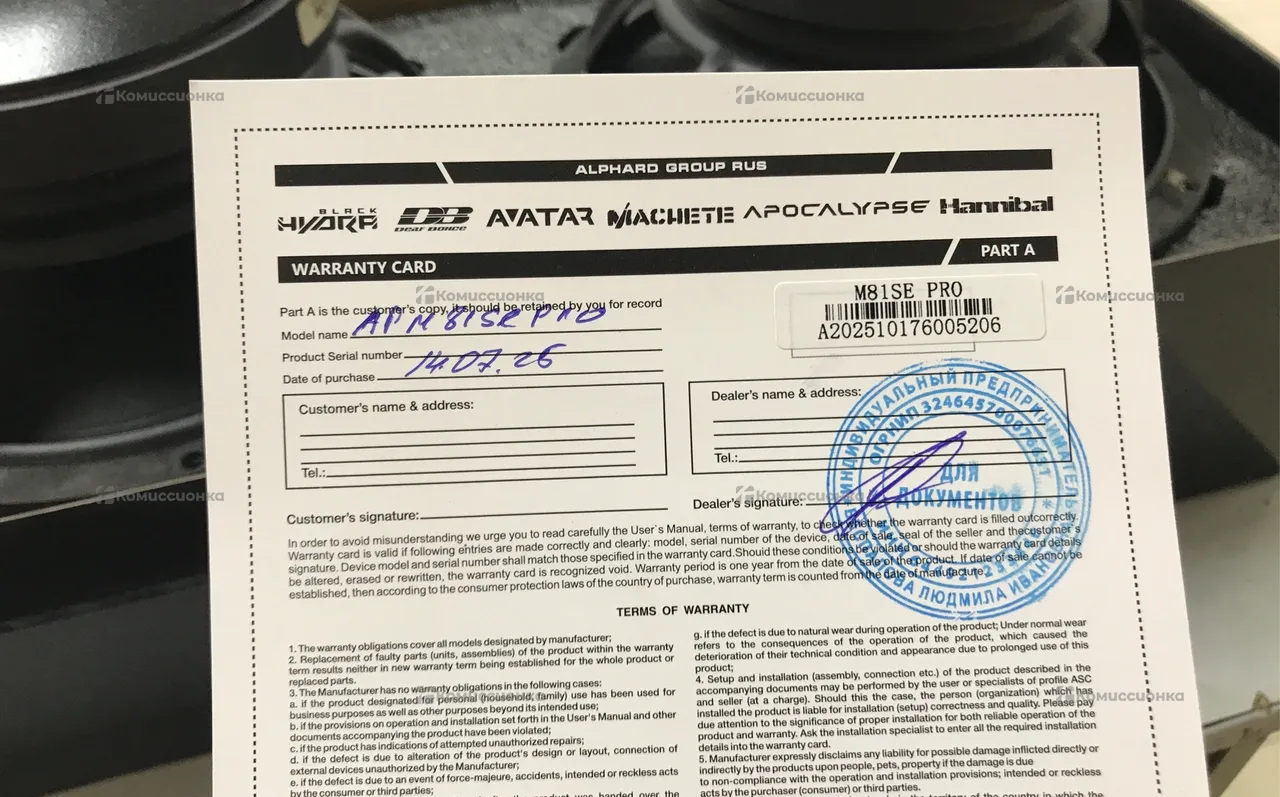 ALPHARD GROUP RUS
BLACK HYDRA DB DEAF BONCE AVATAR MACHETE APOCALYPSE Hannibal
WARRANTY CARD
PART A
Part A is the customer's copy, it should be retained by you for record
Model name AP M81SE PRO
Product Serial number
Date of purchase 14.07.26
M81SE PRO
A202510176005206
Customer's name & address:
Tel.:
Dealer's name & address:
Tel.:
Customer's signature:
Dealer's signature:
ИНДИВИДУАЛЬНЫЙ ПРЕДПРИНИМАТЕЛЬ
ОГРНИП
ДЛЯ
ДОКУМЕНТОВ
ЛЮДМИЛА
In order to avoid misunderstanding we urge you to read carefully the User`s Manual, terms of warranty, to check whether the warranty card is filled outcorrectly.
Warranty card is valid if following entries are made correctly and clearly: model, serial number of the device, date of sale, seal of the seller and thecustomer's
signature. Device model and serial number shall match those specified in the warranty card.Shouid these conditions be violated or should the warranty card details
be altered, erased or rewritten, the warranty card is recognized void. Warranty period is one year from the date of sale of the product. If date of sale cannot be
established, then according to the consumer protection laws of the country of purchase, warranty term is counted from the date of manufacture.
TERMS OF WARRANTY
1. The warranty obligations cover all models designated by manufacturer;
2. Replacement of faulty parts (units, assemblies) of the product within the warranty
term results neither in new warranty term being established for the whole product or
replaced parts.
3. The Manufacturer has no warranty obligations in the following cases:
a. if the product designated for personal (household, family) use has been used for
business purposes as well as other purposes beyond its intended use;
b. if the provisions on operation and installation set forth in the User's Manual and other
documents accompanying the product have been violated;
c. if the product has indications of attempted unauthorized repairs;
d. if the defect is due to alteration of the product's design or layout, connection of
external devices unauthorized by the Manufacturer;
e. if the defect is due to an event of force-majeure, accidents, intended or reckless acts
by the consumer or third parties;
g. if the defect is due to natural wear during operation of the product; Under normal wear
refers to the consequences of the operation of the product, which caused the
deterioration of their technical condition and appearance due to prolonged use of this
product;
4. Setup and installation (assembly, connection etc.) of the product described in the
accompanying documents may be performed by the user or specialists of profile ASC
and seller (at a charge). Should this the case, the person (organization) which has
installed the product is liable for installation (setup) correctness and quality. Please pay
due attention to the significance of proper installation for both reliable operation of the
product and warranty. Ask the installation specialist to enter all the required installation
details into the warranty card.
5. Manufacturer expressly disclaims any liability for possible damage inflicted directly or
indirectly by the products upon people, pets, property if the damage is due
to non-compliance with the operation and installation provisions; intended or reckless
acts by the purchaser (consumer) or third parties.
Комиссионка
Комиссионка
Комиссионка
Комиссионка
Комиссионка
Комиссионка
Комиссионка
Комиссионка